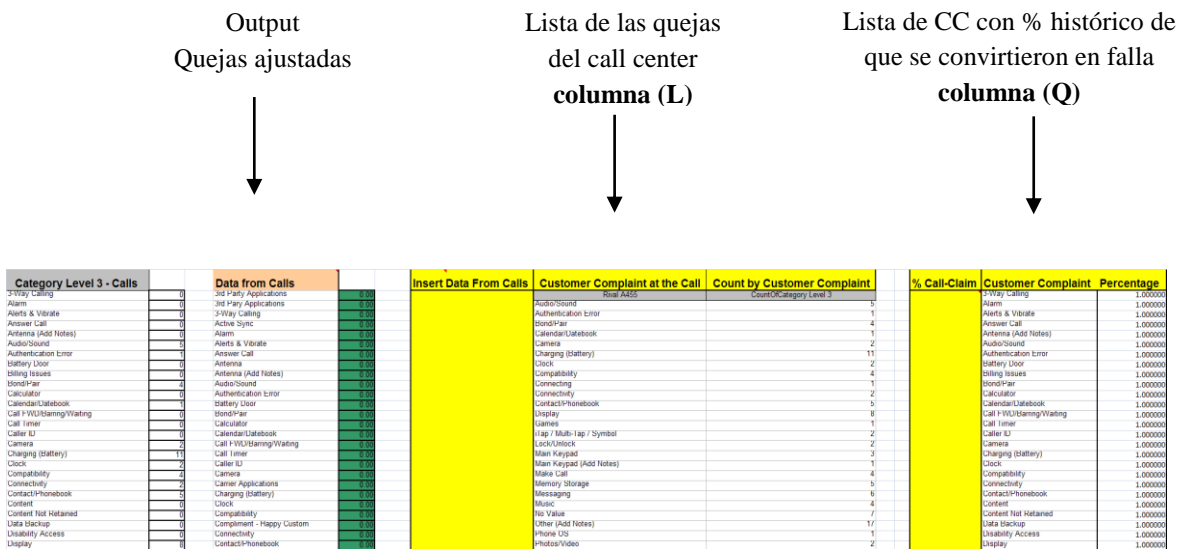 Output
Quejas ajustadas
Lista de las quejas
del call center
columna (L)
Lista de CC con % histórico de
que se convirtieron en falla
columna (Q)
Category Level 3 - Calls Data from Calls Insert Data From Calls Customer Complaint at the Call Count by Customer Complaint % Call-Claim Customer Complaint Percentage
3-Way Calling 0 3rd Party Applications 0.00 Rival A455 CountOfCategory Level 3 3-Way Calling 1.000000
Alarm 0 3rd Pary Applications 0.00 Audio/Sound 5 Alarm 1.000000
Alerts & Vibrate 0 3-Way Calling 0.00 Authentication Error 1 Alerts & Vibrate 1.000000
Answer Call 0 Active Sync 0.00 Bond/Pair 4 Answer Call 1.000000
Antenna (Add Notes) 0 Alarm 0.00 Calendar/Datebook 1 Antenna (Add Notes) 1.000000
Audio/Sound 5 Alerts & Vibrate 0.00 Camera 2 Audio/Sound 1.000000
Authentication Error 1 Answer Call 0.00 Charging (Battery) 11 Authentication Error 1.000000
Battery Door 0 Antenna 0.00 Clock 2 Battery Door 1.000000
Billing Issues 0 Antenna (Add Notes) 0.00 Compatibility 4 Billing Issues 1.000000
Bond/Pair 4 Audio/Sound 0.00 Connecting 1 Bond/Pair 1.000000
Calculator 0 Authentication Error 0.00 Connectivity 2 Calculator 1.000000
Calendar/Datebook 1 Battery Door 0.00 Contact/Phonebook 5 Calendar/Datebook 1.000000
Call FWD/Barring/Waiting 0 Bond/Pair 0.00 Display 8 Call FWD/Barring/Waiting 1.000000
Call Timer 0 Calculator 0.00 Games 1 Call Timer 1.000000
Caller ID 0 Calendar/Datebook 0.00 iTap / Multi-Tap / Symbol 2 Caller ID 1.000000
Camera 2 Call FWD/Barring/Waiting 0.00 Lock/Unlock 2 Camera 1.000000
Charging (Battery) 11 Call Timer 0.00 Main Keypad 3 Charging (Battery) 1.000000
Clock 2 Caller ID 0.00 Main Keypad (Add Notes) 1 Clock 1.000000
Compatibility 4 Camera 0.00 Make Call 4 Compatibility 1.000000
Connectivity 2 Carrier Applications 0.00 Memory Storage 5 Connectivity 1.000000
Contact/Phonebook 5 Charging (Battery) 0.00 Messaging 6 Contact/Phonebook 1.000000
Content 0 Clock 0.00 Music 4 Content 1.000000
Content Not Retained 0 Compatibility 0.00 No Value 7 Content Not Retained 1.000000
Data Backup 0 Compliment - Happy Custom 0.00 Other (Add Notes) 17 Data Backup 1.000000
Disability Access 0 Connectivity 0.00 Phone OS 1 Disability Access 1.000000
Display 8 Contact/Phonebook 0.00 Photos/Video 2 Display 1.000000